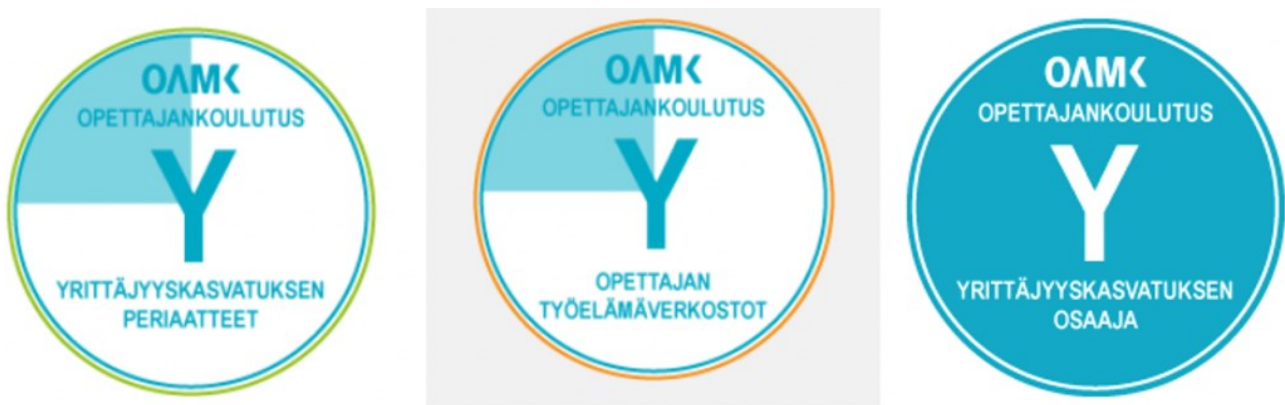 OAMK
OPETTAJANKOULUTUS
Y
YRITTÄJYYSKASVATUKSEN
PERIAATTEET
OAMK
OPETTAJANKOULUTUS
Y
OPETTAJAN
TYÖELÄMÄVERKOSTOT
OAMK
OPETTAJANKOULUTUS
Y
YRITTÄJYYSKASVATUKSEN
OSAAJA